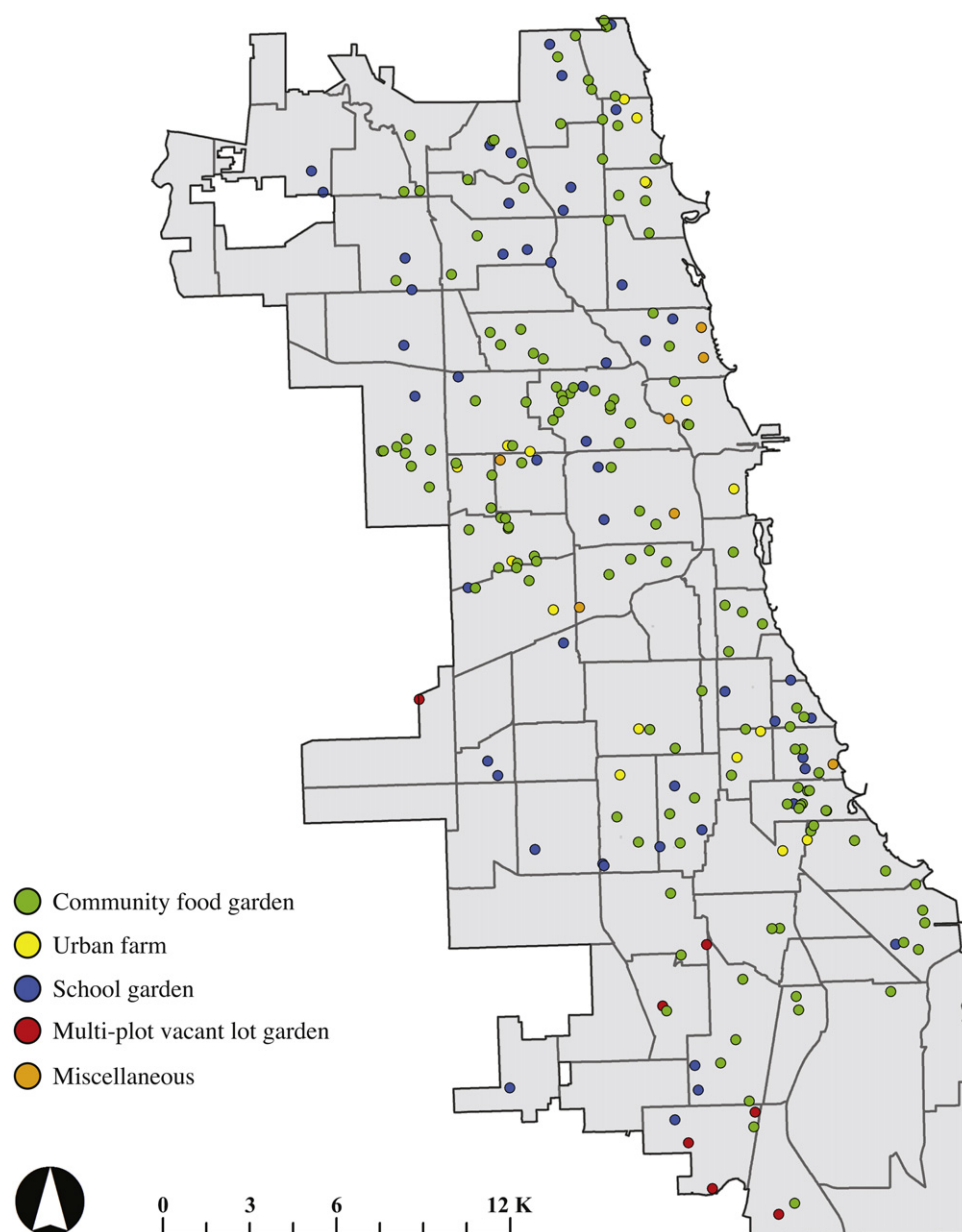 Community food garden
Urban farm
School garden
Multi-plot vacant lot garden
Miscellaneous
0 3 6 12 K